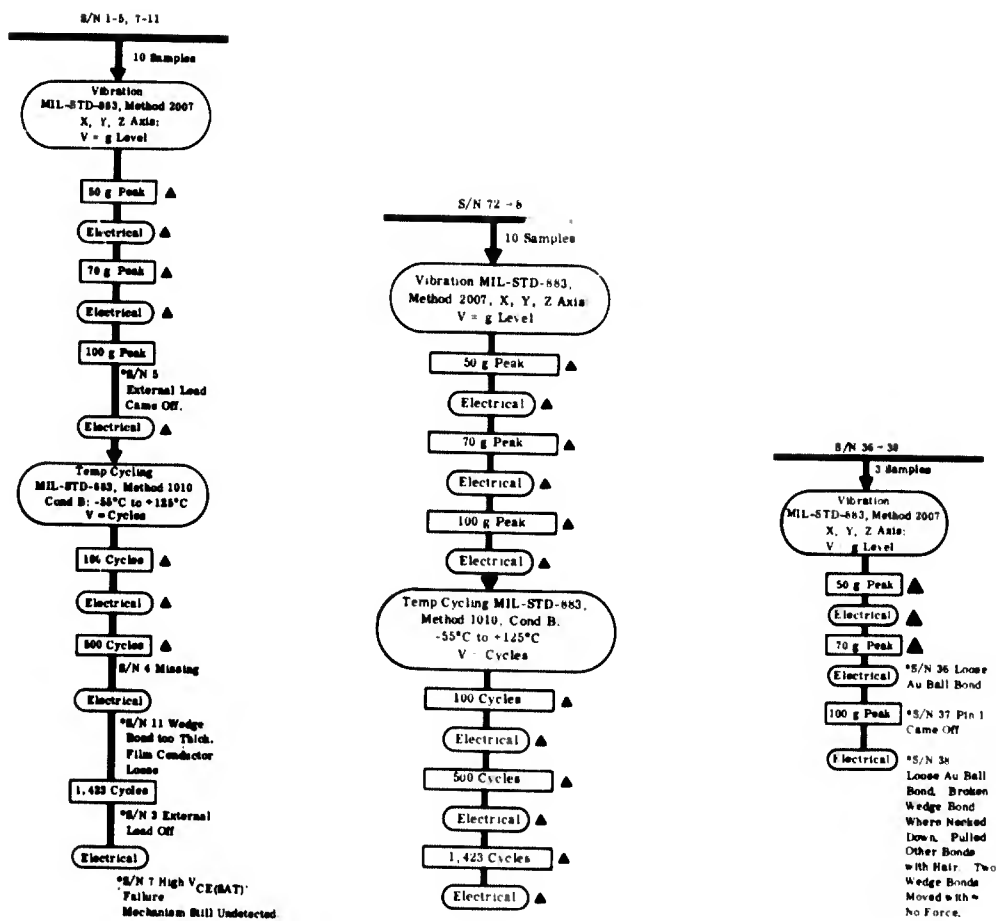 S/N 1-5, 7-11
10 Samples
Vibration
MIL-STD-883, Method 2007
X, Y, Z Axis:
V = g Level
50 g Peak
Electrical
70 g Peak
Electrical
100 g Peak
*S/N 5
External Lead
Came Off.
Electrical
Temp Cycling
MIL-STD-883, Method 1010
Cond B: -55°C to +125°C
V = Cycles
Cycles
Electrical
500 Cycles
S/N 4 Missing
Electrical
*S/N 11 Wedge
Bond too Thick.
Film Conductor
Loose
1,423 Cycles
*S/N 3 External
Lead Off
Electrical
*S/N 7 High V CE(SAT).
Failure
Mechanism Still Undetected
S/N 72 - 8
10 Samples
Vibration MIL-STD-883,
Method 2007, X, Y, Z Axis
V = g Level
50 g Peak
Electrical
70 g Peak
Electrical
100 g Peak
Electrical
Temp Cycling MIL-STD-883,
Method 1010, Cond B.
-55°C to +125°C
V = Cycles
100 Cycles
Electrical
500 Cycles
Electrical
1,423 Cycles
Electrical
S/N 36 - 38
3 Samples
Vibration
MIL-STD-883, Method 2007
X, Y, Z Axis:
V = g Level
50 g Peak
Electrical
70 g Peak
Electrical
*S/N 36 Loose
Au Ball Bond
100 g Peak
*S/N 37 Pin 1
Came Off
Electrical
*S/N 38
Loose Au Ball
Bond, Broken
Wedge Bond
Where Necked
Down, Pulled
Other Bonds
with Hair. Two
Wedge Bonds
Moved with ~
No Force.